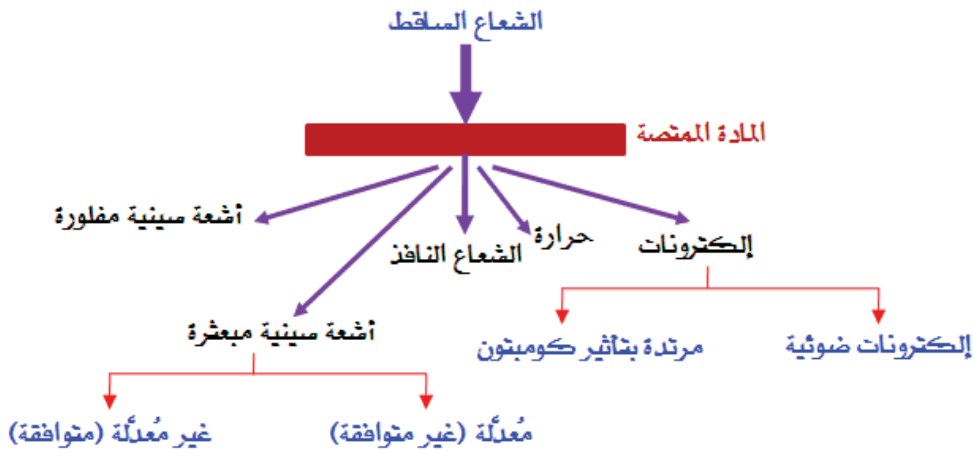 الشعاع الساقط
المادة الممتصة
أشعة سينية مفلورة
حرارة
إلكترونات
الشعاع النافذ
أشعة سينية مبعثرة
إلكترونات ضوئية
مرتدة بتأثير كومبتون
مُعدَّلة (غير متوافقة)
غير مُعدَّلة (متوافقة)